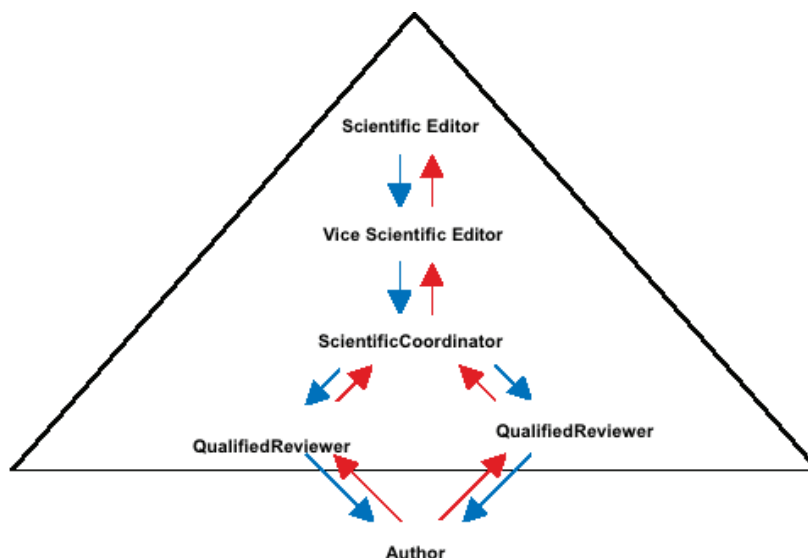 Scientific Editor
Vice Scientific Editor
ScientificCoordinator
QualifiedReviewer
QualifiedReviewer
Author